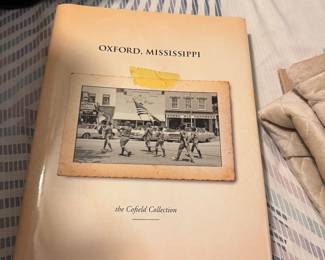 OXFORD, MISSISSIPPI
the Cofield Collection